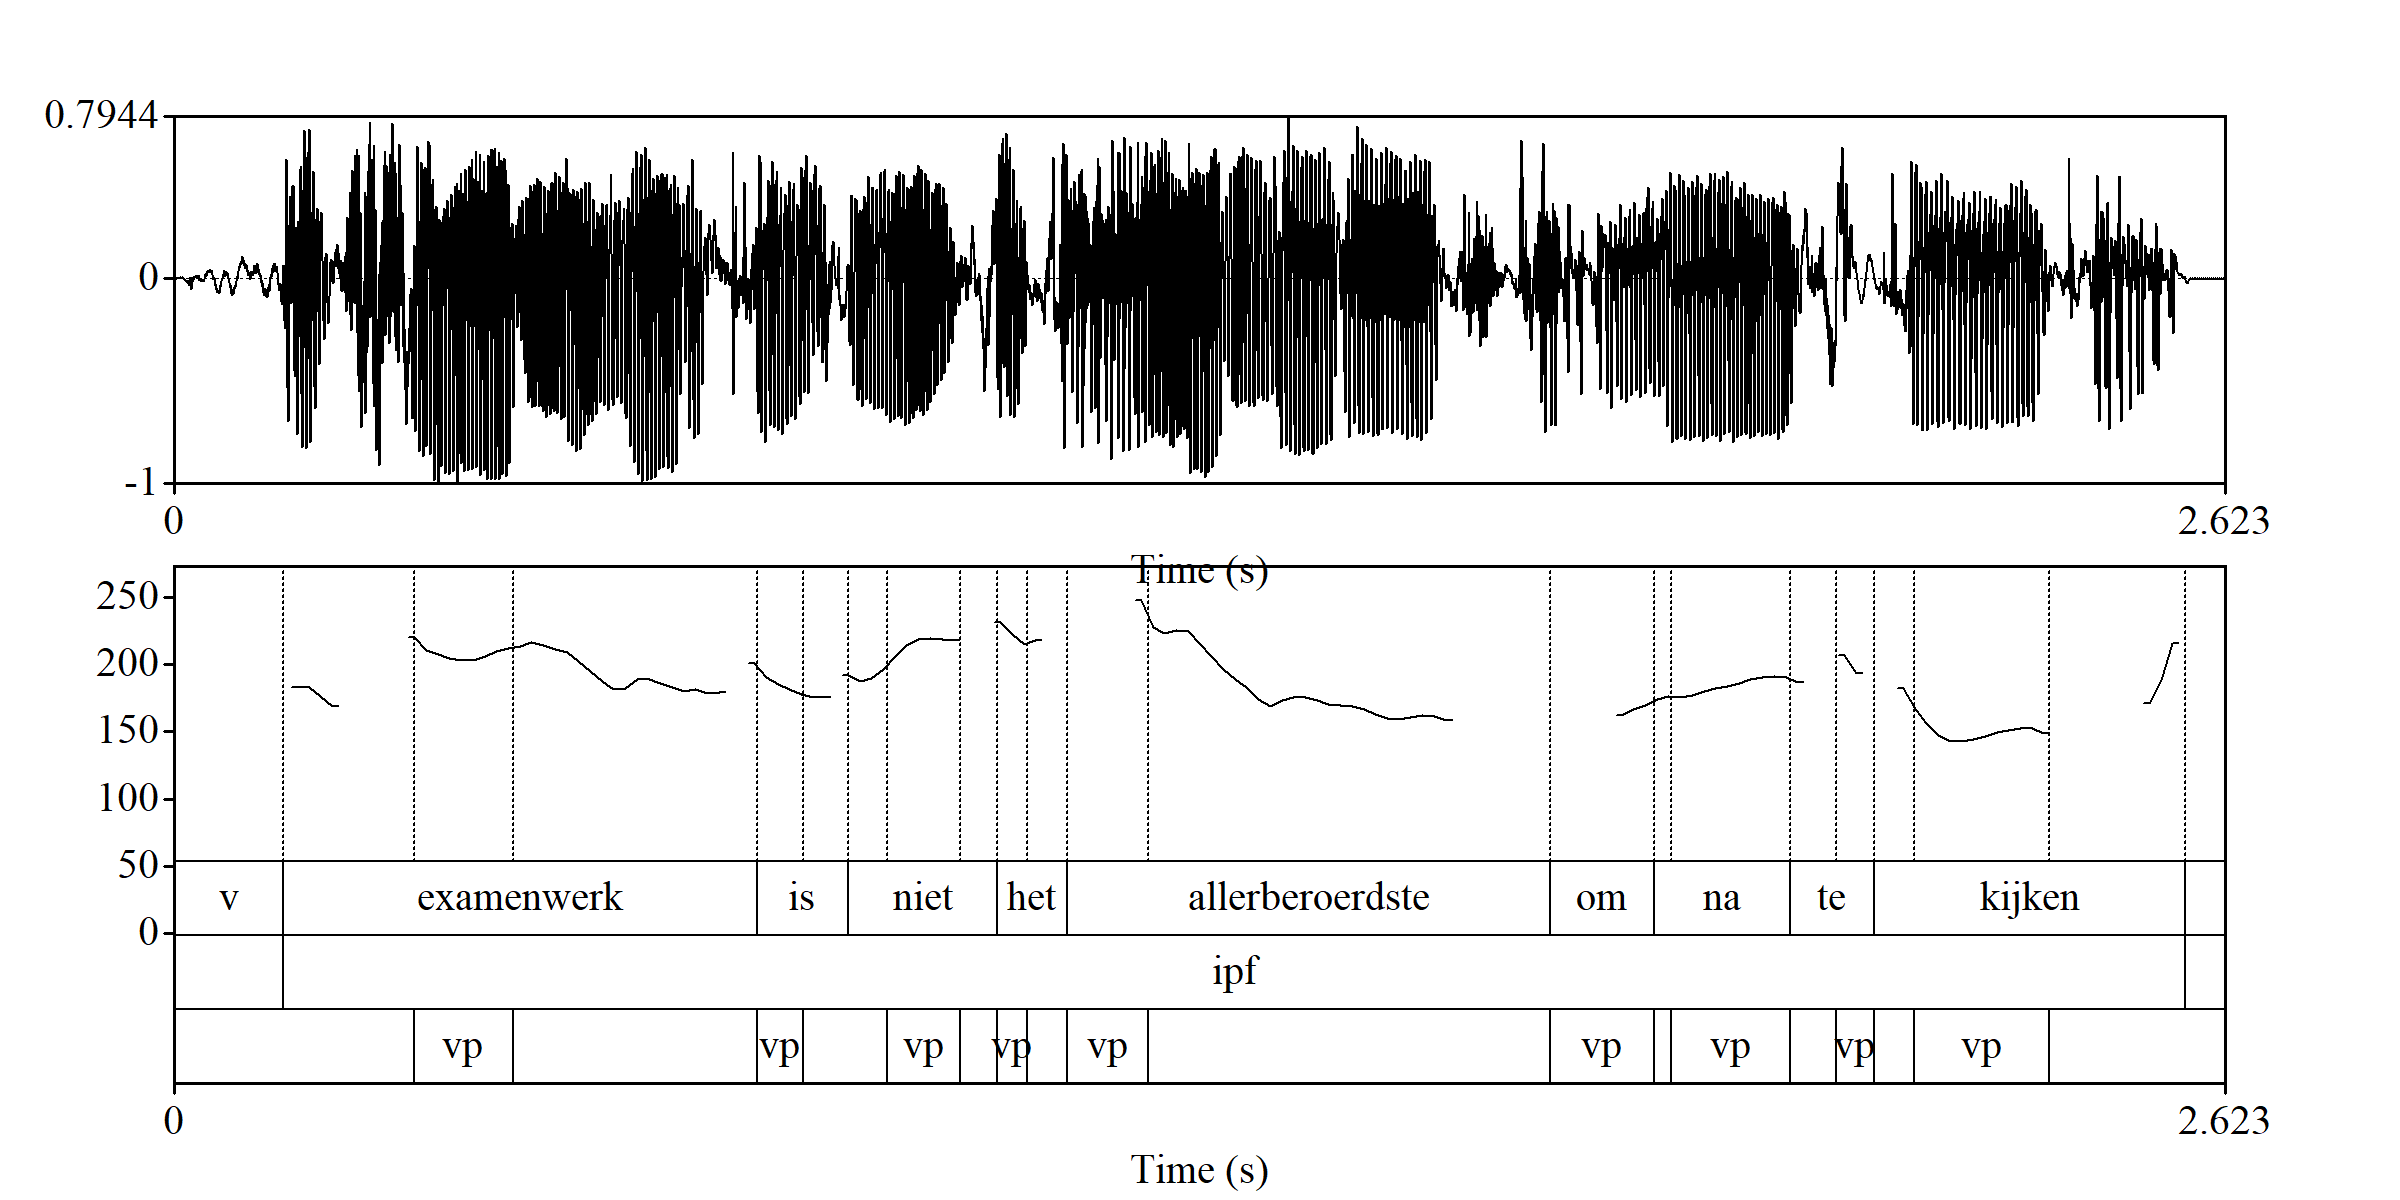 0.7944
0
-1
0 2.623
Time (s)
250
200
150
100
50
0
v examenwerk is niet het allerberoerdste om na te kijken
ipf
vp vp vp vp vp vp vp vp vp
0 2.623
Time (s)